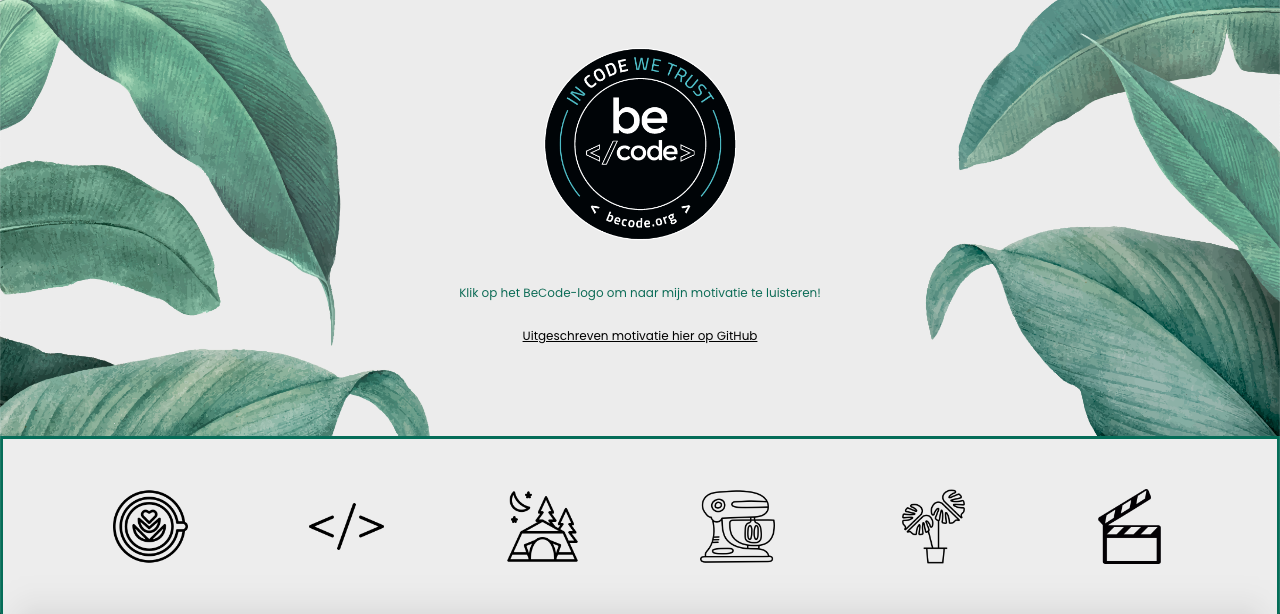 IN CODE WE TRUST
be
</code>
< becode.org >
Klik op het BeCode-logo om naar mijn motivatie te luisteren!
Uitgeschreven motivatie hier op GitHub
</>